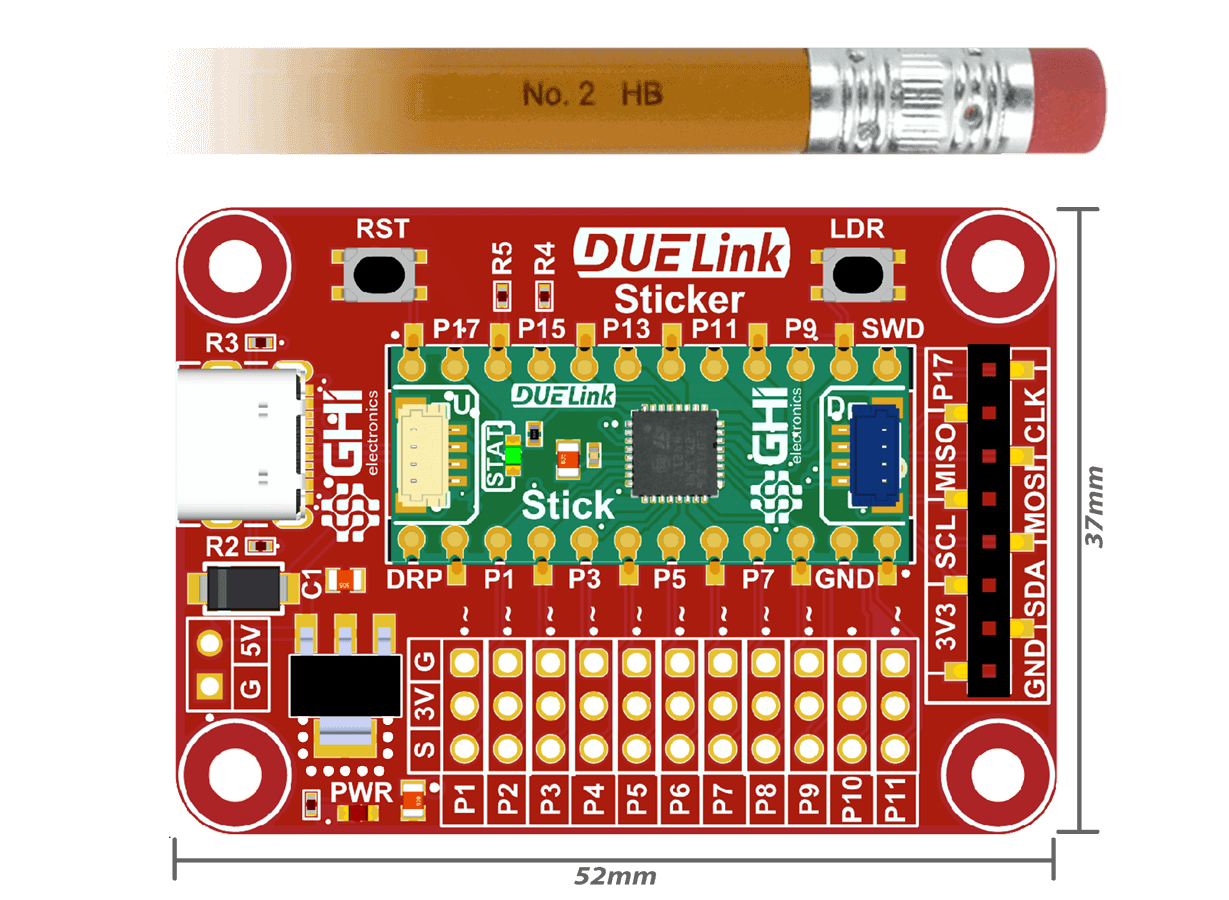 No. 2 HB
RST
R5
R4
DUELink
LDR
Sticker
P17 P15 P13 P11 P9 SWD
R3
GHI
electronics
U
DUELink
STAT
Stick
GHI
electronics
D
P17
CLK
MISO
MOSI
SCL
SDA
3V3
GND
R2
DRP P1 P3 P5 P7 GND
C1
~ ~ ~ ~ ~ ~ ~ ~ ~
5V
G
G
3V
S
PWR
P1 P2 P3 P4 P5 P6 P7 P8 P9 P10 P11
37mm
52mm